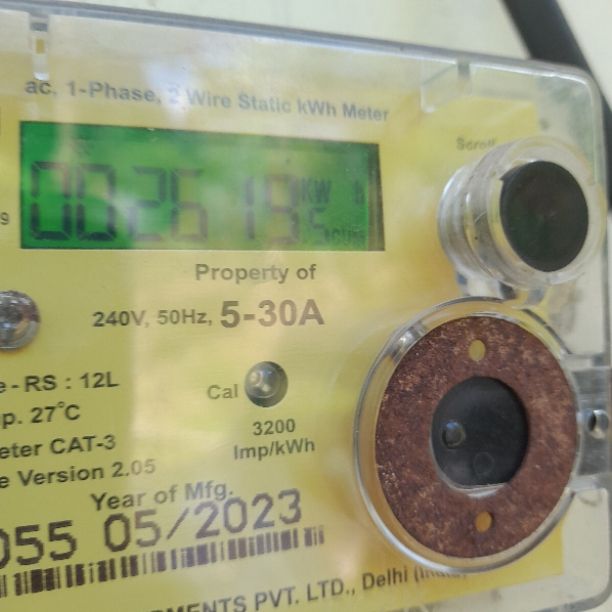 ac, 1-Phase, 2 Wire Static kWh Meter
Scroll
002619 KW h
9
Property of
240V, 50Hz, 5-30A
e-RS : 12L
Cal
p. 27°C
3200
Imp/kWh
eter CAT-3
e Version 2.05
Year of Mfg.
055 05/2023
MENTS PVT. LTD., Delhi